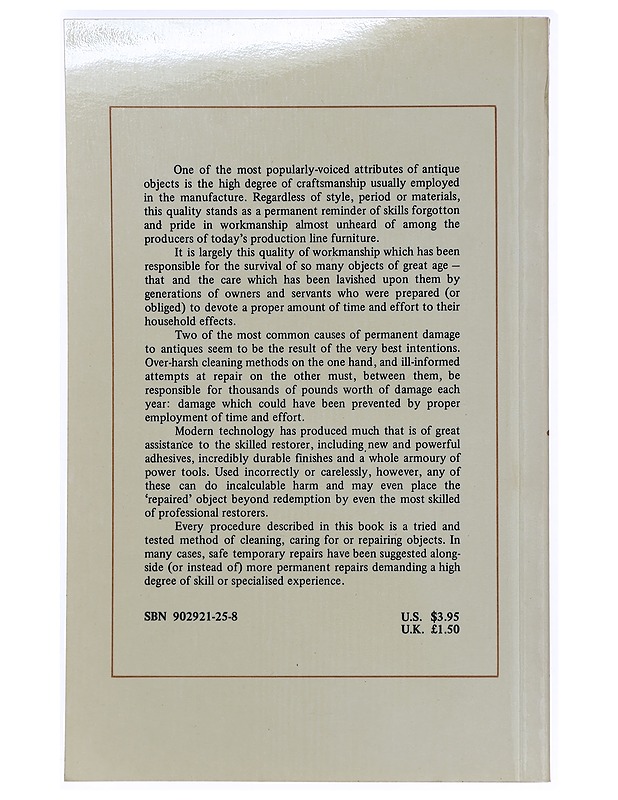 One of the most popularly-voiced attributes of antique
objects is the high degree of craftsmanship usually employed
in the manufacture. Regardless of style, period or materials,
this quality stands as a permanent reminder of skills forgotton
and pride in workmanship almost unheard of among the
producers of today's production line furniture.
It is largely this quality of workmanship which has been
responsible for the survival of so many objects of great age —
that and the care which has been lavished upon them by
generations of owners and servants who were prepared (or
obliged) to devote a proper amount of time and effort to their
household effects.
Two of the most common causes of permanent damage
to antiques seem to be the result of the very best intentions.
Over-harsh cleaning methods on the one hand, and ill-informed
attempts at repair on the other must, between them, be
responsible for thousands of pounds worth of damage each
year: damage which could have been prevented by proper
employment of time and effort.
Modern technology has produced much that is of great
assistance to the skilled restorer, including new and powerful
adhesives, incredibly durable finishes and a whole armoury of
power tools. Used incorrectly or carelessly, however, any of
these can do incalculable harm and may even place the
'repaired' object beyond redemption by even the most skilled
of professional restorers.
Every procedure described in this book is a tried and
tested method of cleaning, caring for or repairing objects. In
many cases, safe temporary repairs have been suggested along-
side (or instead of) more permanent repairs demanding a high
degree of skill or specialised experience.
SBN 902921-25-8
U.S. $3.95
U.K. £1.50